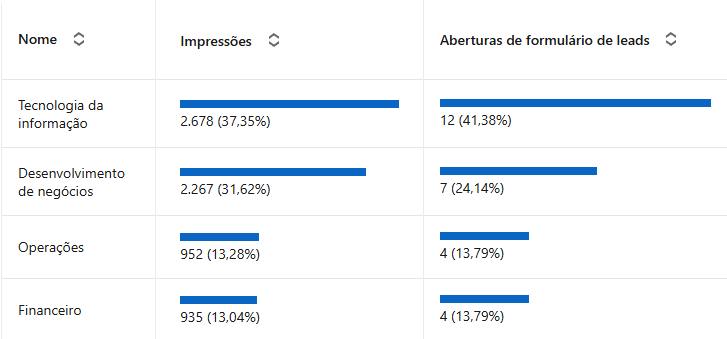 Nome
Impressões
Aberturas de formulário de leads
Tecnologia da
informação
2.678 (37,35%)
12 (41,38%)
Desenvolvimento
de negócios
2.267 (31,62%)
7 (24,14%)
Operações
952 (13,28%)
4 (13,79%)
Financeiro
935 (13,04%)
4 (13,79%)